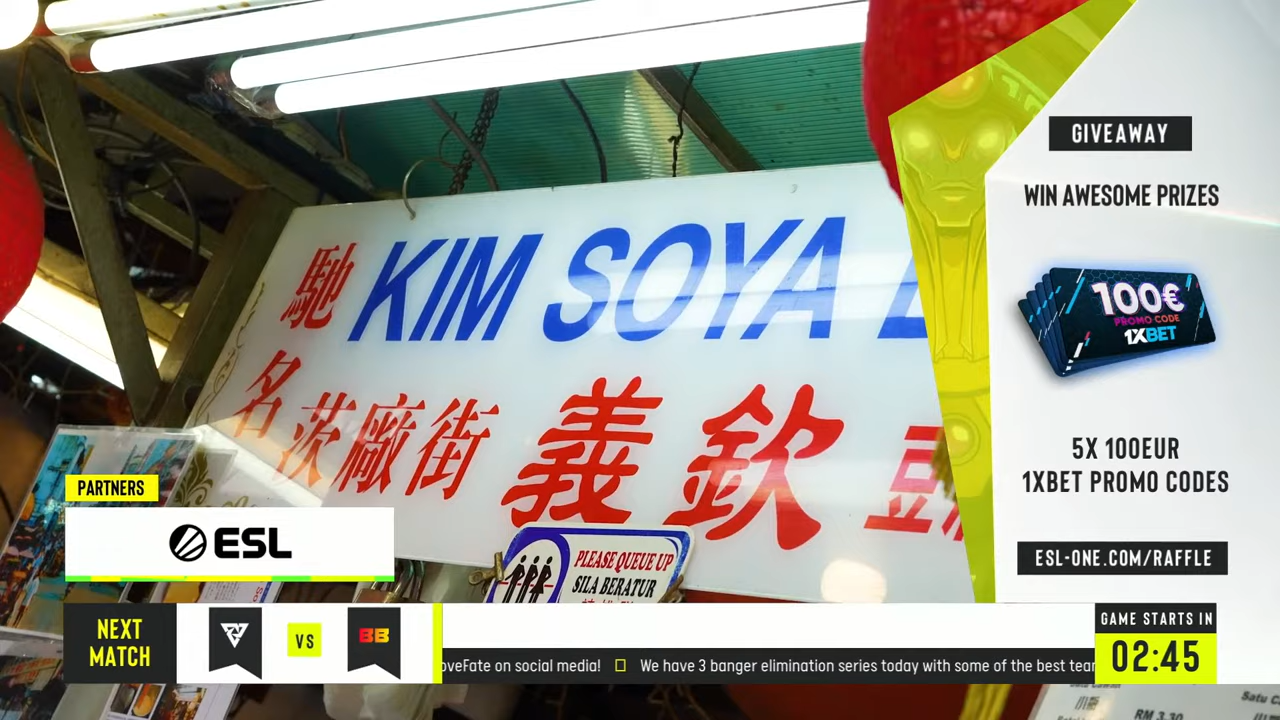 GIVEAWAY
WIN AWESOME PRIZES
100€
PROMO CODE
1XBET
5X 100EUR
1XBET PROMO CODES
ESL-ONE.COM/RAFFLE
馳 KIM SOYA
名 茨廠街 義欽
PLEASE QUEUE UP
SILA BERATUR
PARTNERS
ESL
NEXT
MATCH
VS
BB
oveFate on social media! We have 3 banger elimination series today with some of the best tear
GAME STARTS IN
02:45
RM 3.30
Satu C